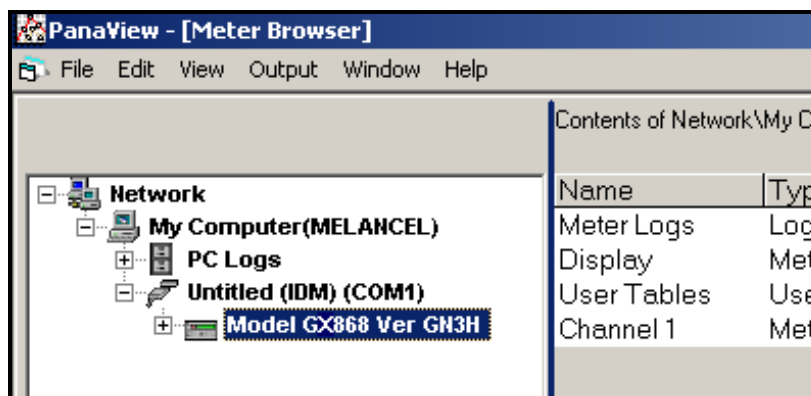 PanaView - [Meter Browser]
File Edit View Output Window Help
Contents of Network\My
Network
My Computer(MELANCEL)
PC Logs
Untitled (IDM) (COM1)
Model GX868 Ver GN3H
Name
Meter Logs
Display
User Tables
Channel 1